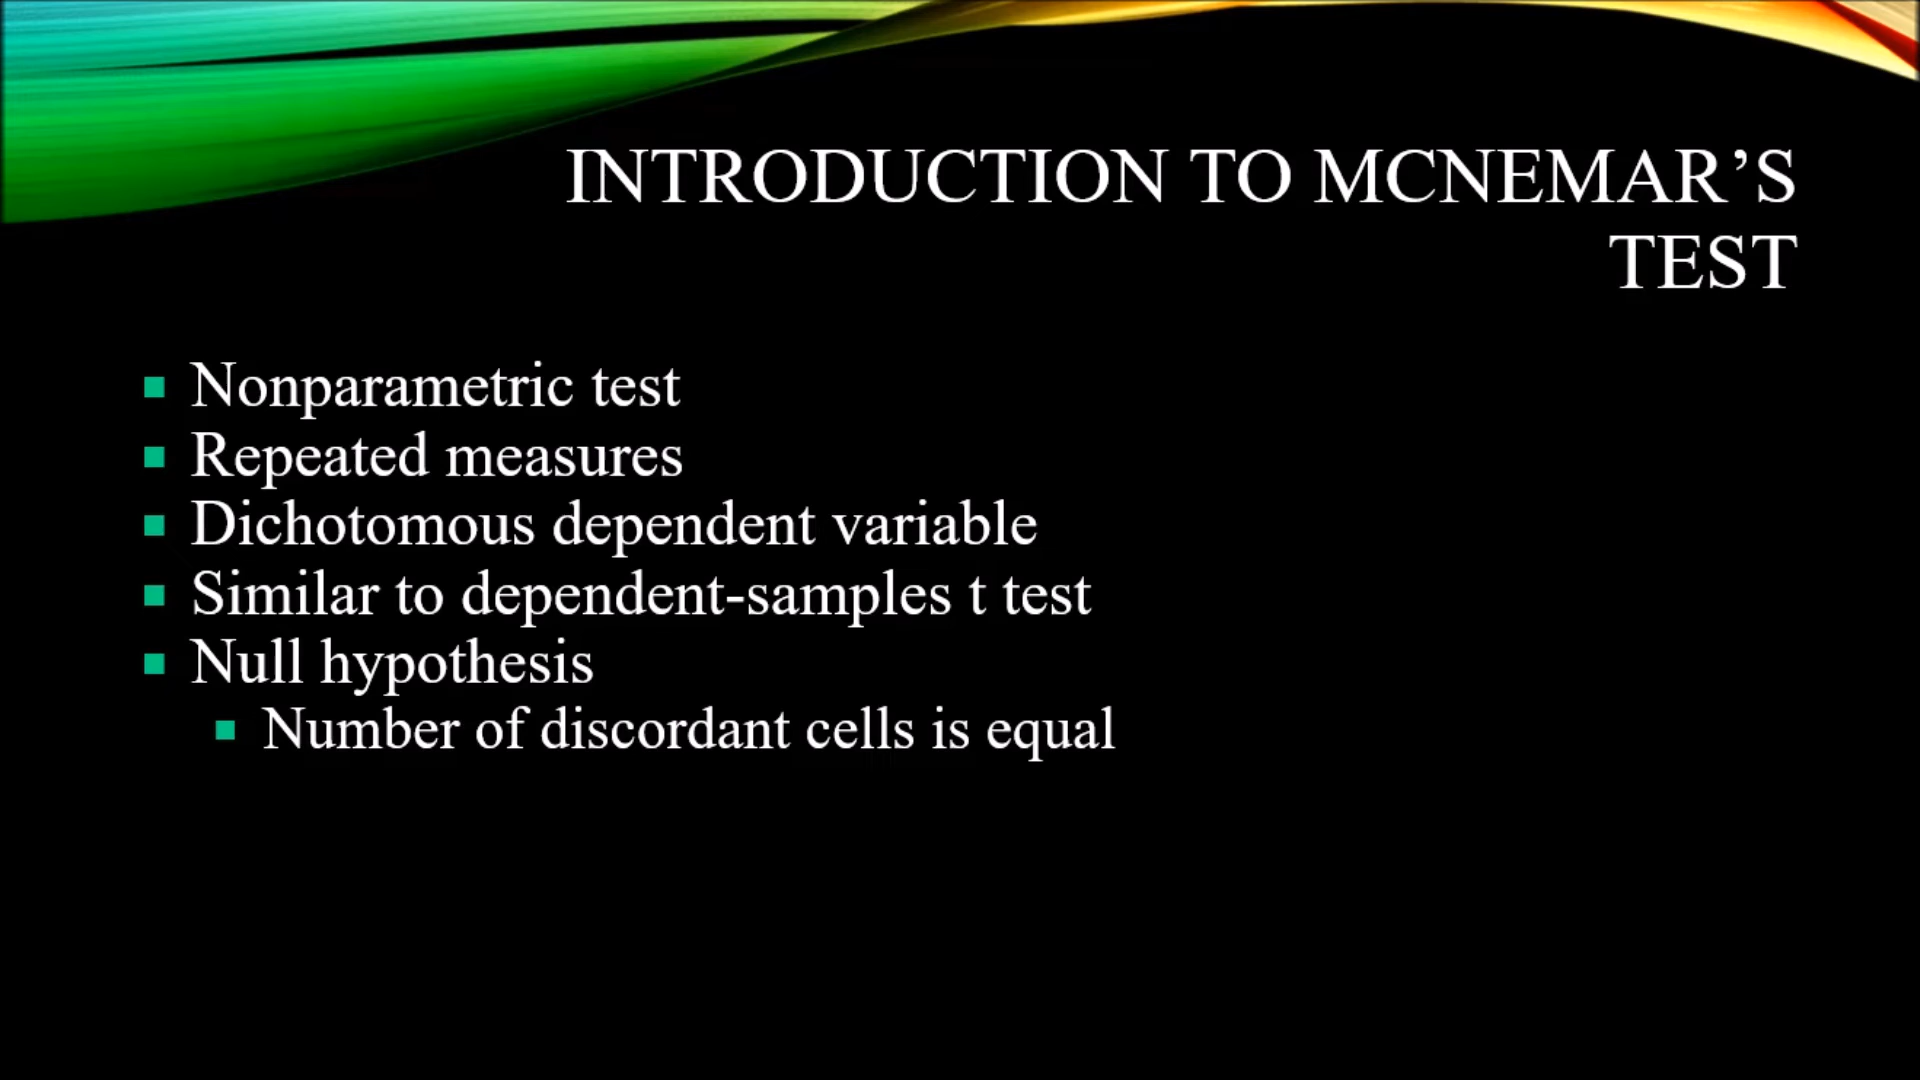 INTRODUCTION TO MCNEMAR’S
TEST
Nonparametric test
Repeated measures
Dichotomous dependent variable
Similar to dependent-samples t test
Null hypothesis
Number of discordant cells is equal